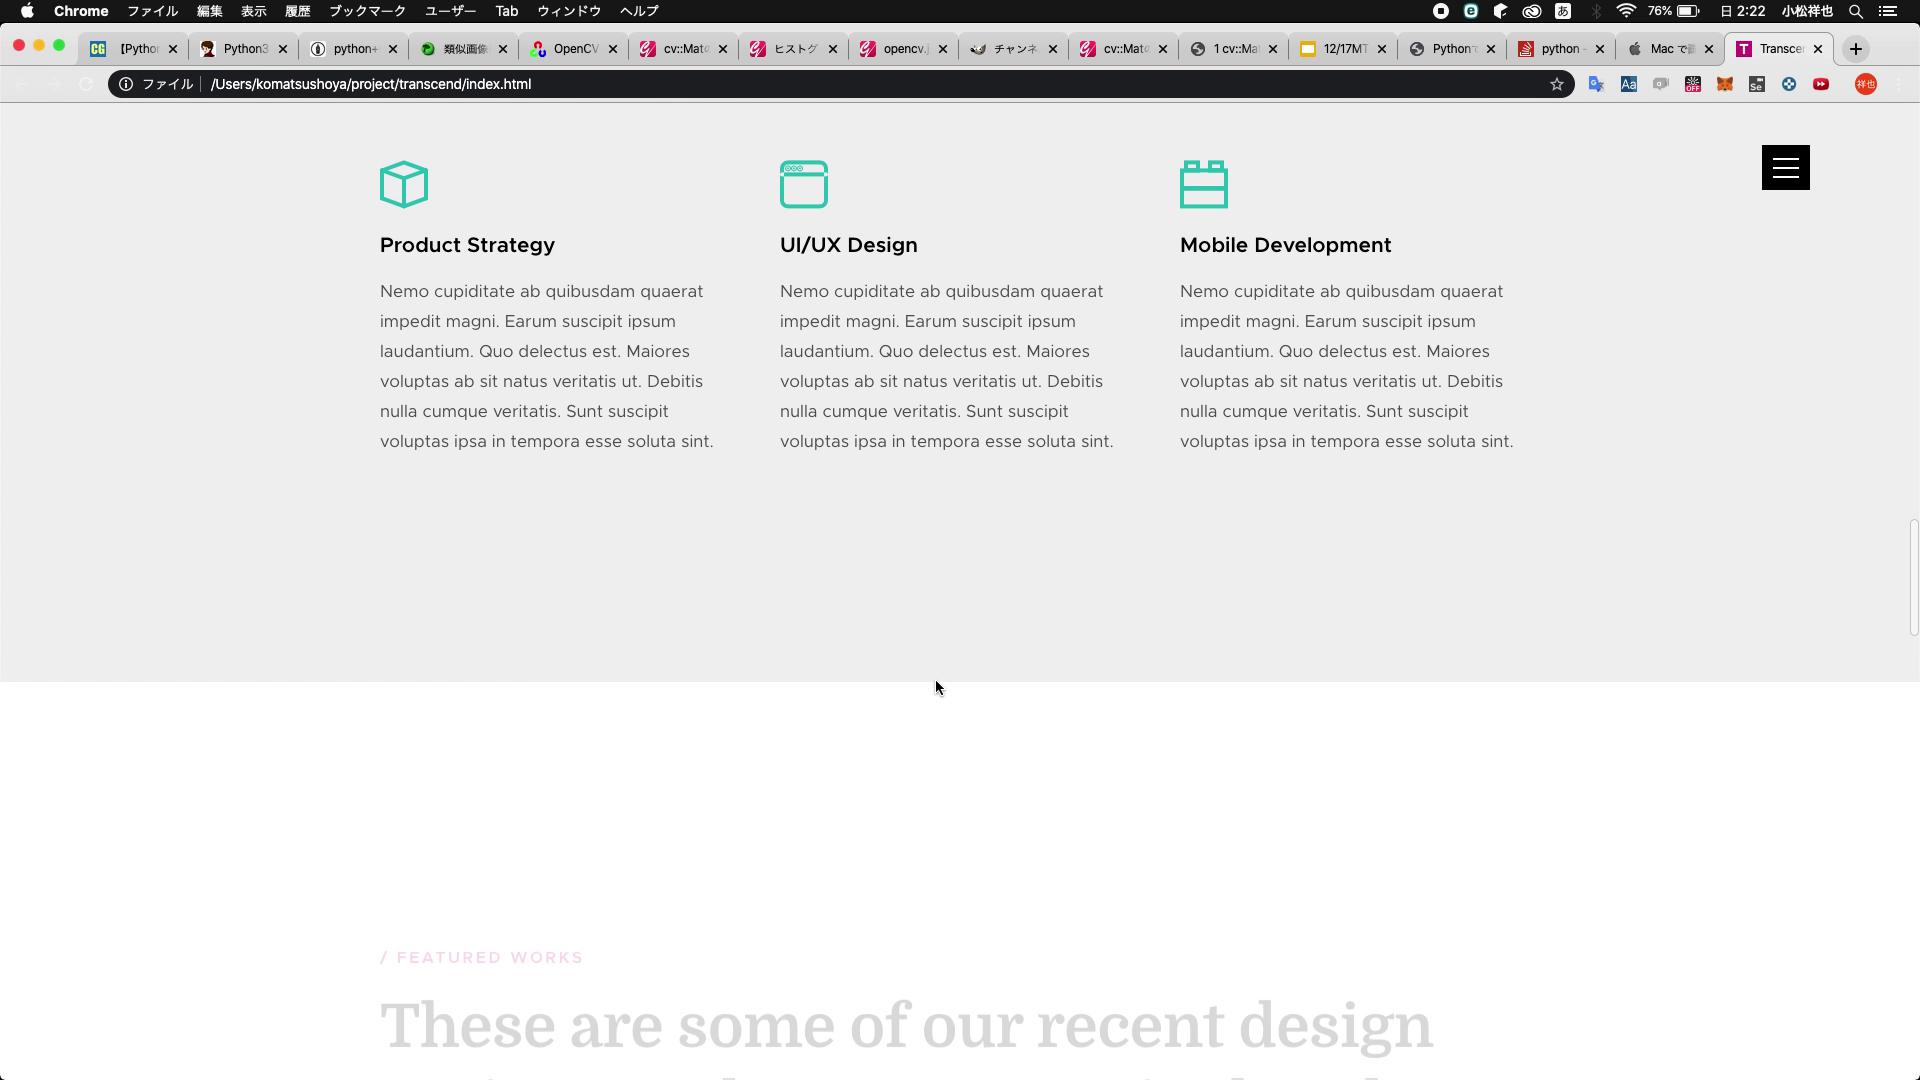 Chrome ファイル 編集 表示 履歴 ブックマーク ユーザー Tab ウィンドウ ヘルプ 76% 日 2:22 小松祥也
【Python Python3 python+ 類似画像 OpenCV cv::Mat ヒストグ opencv. チャンネ cv::Mat 1 cv::Mat 12/17MT Python python - Mac で Transce
ファイル /Users/komatsushoya/project/transcend/index.html 祥也
Product Strategy
Nemo cupiditate ab quibusdam quaerat
impedit magni. Earum suscipit ipsum
laudantium. Quo delectus est. Maiores
voluptas ab sit natus veritatis ut. Debitis
nulla cumque veritatis. Sunt suscipit
voluptas ipsa in tempora esse soluta sint.
UI/UX Design
Nemo cupiditate ab quibusdam quaerat
impedit magni. Earum suscipit ipsum
laudantium. Quo delectus est. Maiores
voluptas ab sit natus veritatis ut. Debitis
nulla cumque veritatis. Sunt suscipit
voluptas ipsa in tempora esse soluta sint.
Mobile Development
Nemo cupiditate ab quibusdam quaerat
impedit magni. Earum suscipit ipsum
laudantium. Quo delectus est. Maiores
voluptas ab sit natus veritatis ut. Debitis
nulla cumque veritatis. Sunt suscipit
voluptas ipsa in tempora esse soluta sint.
/ FEATURED WORKS
These are some of our recent design